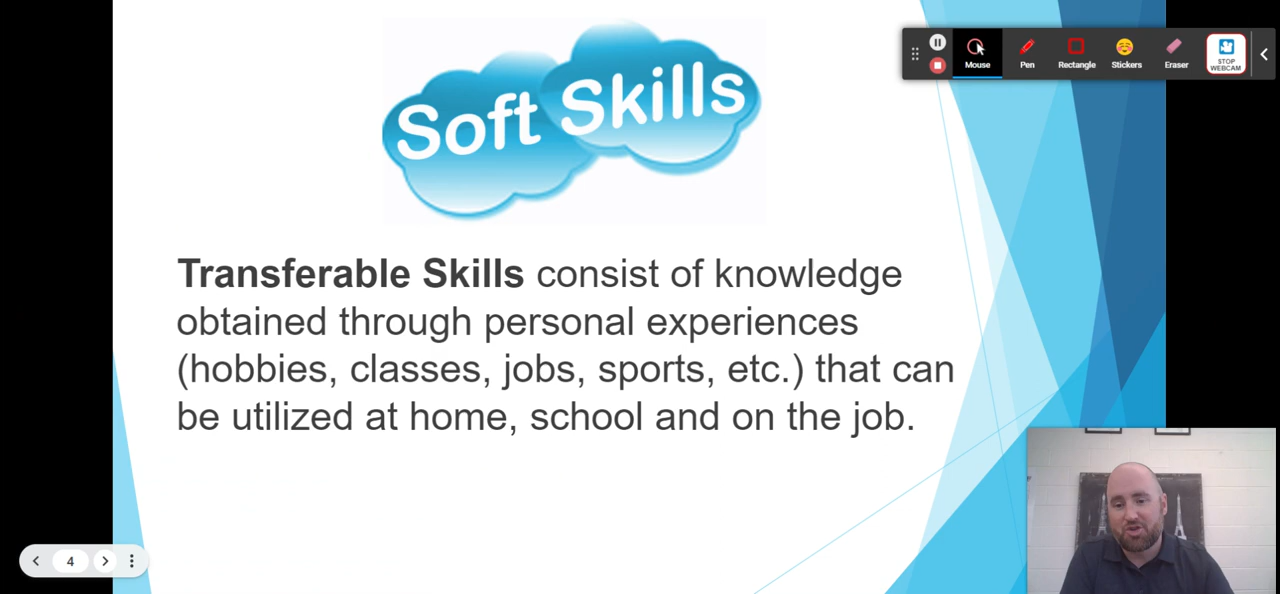 Soft Skills
Mouse
Pen
Rectangle
Stickers
Eraser
STOP
WEBCAM
Transferable Skills consist of knowledge
obtained through personal experiences
(hobbies, classes, jobs, sports, etc.) that can
be utilized at home, school and on the job.
4